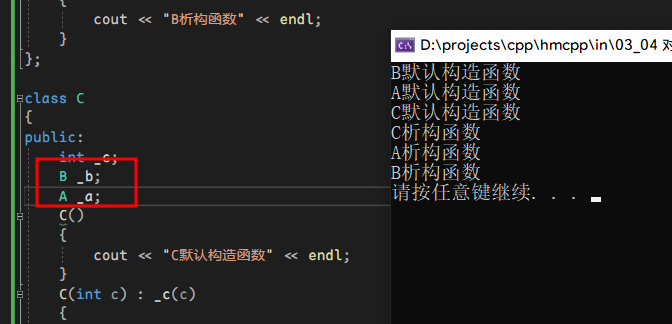 {
cout << "B析构函数" << endl;
}
};
class C
{
public:
int _c;
B _b;
A _a;
C()
{
cout << "C默认构造函数" << endl;
}
C(int c) : _c(c)
{
D:\projects\cpp\hmcpp\in\03_04 对
B默认构造函数
A默认构造函数
C默认构造函数
C析构函数
A析构函数
B析构函数
请按任意键继续. . .